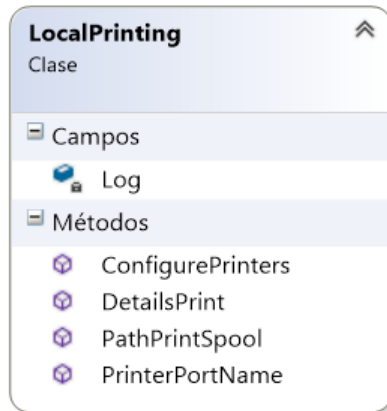 LocalPrinting
Clase
Campos
Log
Métodos
ConfigurePrinters
DetailsPrint
PathPrintSpool
PrinterPortName